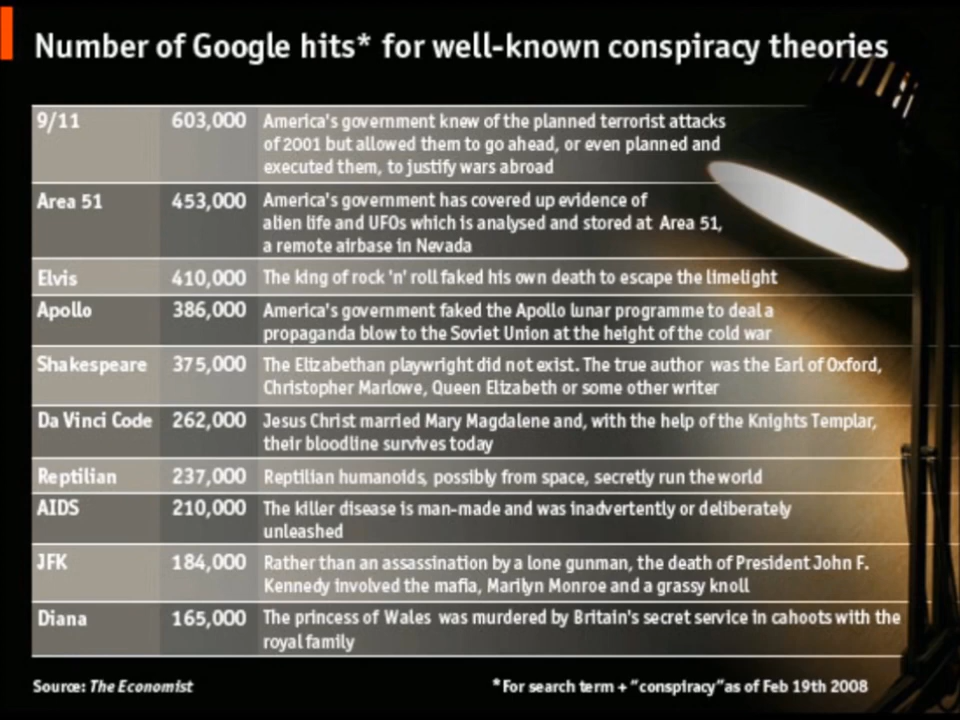 Number of Google hits* for well-known conspiracy theories
9/11 603,000 America's government knew of the planned terrorist attacks
of 2001 but allowed them to go ahead, or even planned and
executed them, to justify wars abroad
Area 51 453,000 America's government has covered up evidence of
alien life and UFOs which is analysed and stored at Area 51,
a remote airbase in Nevada
Elvis 410,000 The king of rock 'n' roll faked his own death to escape the limelight
Apollo 386,000 America's government faked the Apollo lunar programme to deal a
propaganda blow to the Soviet Union at the height of the cold war
Shakespeare 375,000 The Elizabethan playwright did not exist. The true author was the Earl of Oxford,
Christopher Marlowe, Queen Elizabeth or some other writer
Da Vinci Code 262,000 Jesus Christ married Mary Magdalene and, with the help of the Knights Templar,
their bloodline survives today
Reptilian 237,000 Reptilian humanoids, possibly from space, secretly run the world
AIDS 210,000 The killer disease is man-made and was inadvertently or deliberately
unleashed
JFK 184,000 Rather than an assassination by a lone gunman, the death of President John F.
Kennedy involved the mafia, Marilyn Monroe and a grassy knoll
Diana 165,000 The princess of Wales was murdered by Britain's secret service in cahoots with the
royal family
Source: The Economist *For search term + "conspiracy"as of Feb 19th 2008